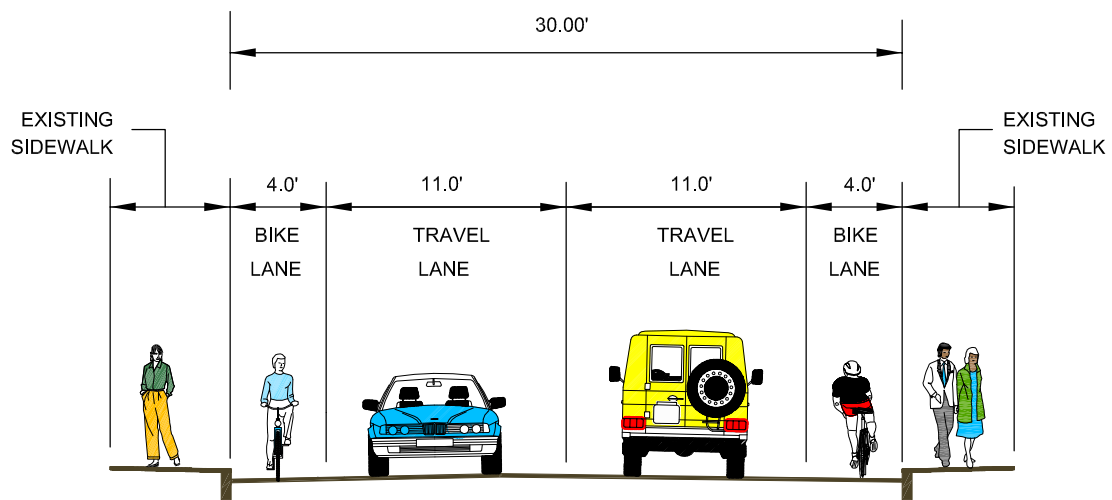 30.00'
EXISTING
SIDEWALK
EXISTING
SIDEWALK
4.0'
11.0'
11.0'
4.0'
BIKE
LANE
TRAVEL
LANE
TRAVEL
LANE
BIKE
LANE